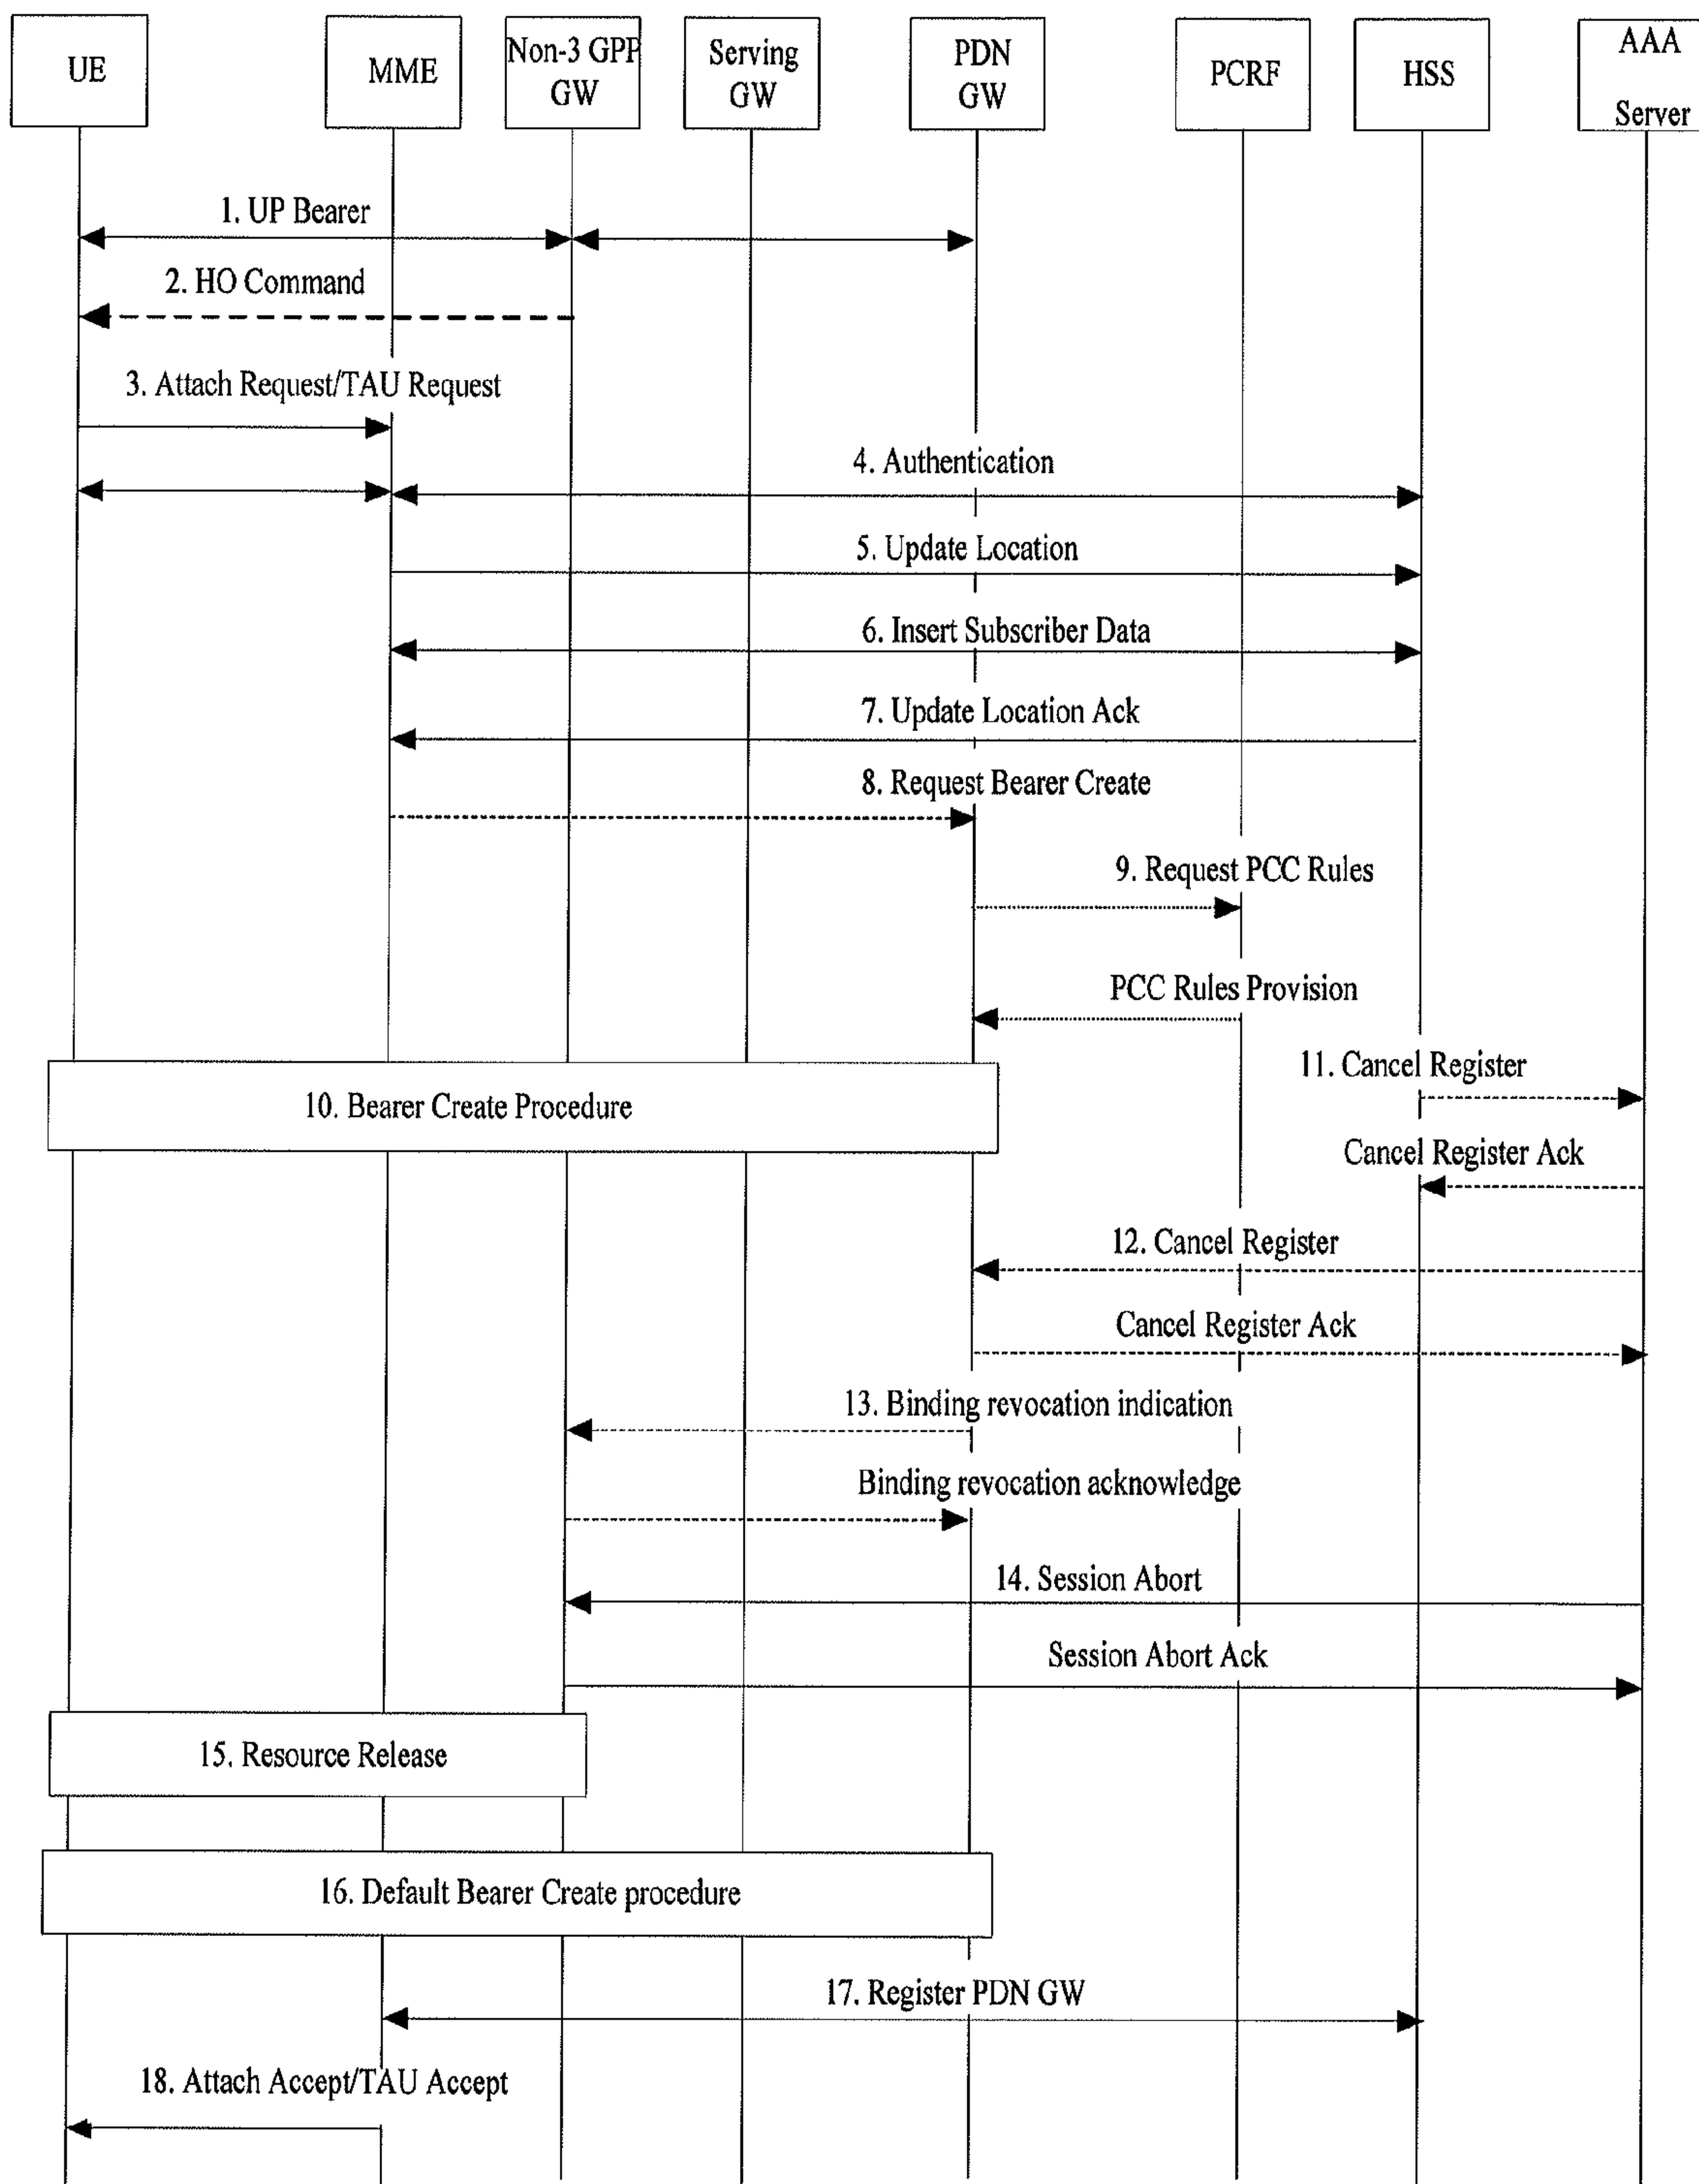 UE
MME
Non-3 GPP
GW
Serving
GW
PDN
GW
PCRF
HSS
AAA
Server
1. UP Bearer
2. HO Command
3. Attach Request/TAU Request
4. Authentication
5. Update Location
6. Insert Subscriber Data
7. Update Location Ack
8. Request Bearer Create
9. Request PCC Rules
PCC Rules Provision
11. Cancel Register
10. Bearer Create Procedure
Cancel Register Ack
12. Cancel Register
Cancel Register Ack
13. Binding revocation indication
Binding revocation acknowledge
14. Session Abort
Session Abort Ack
15. Resource Release
16. Default Bearer Create procedure
17. Register PDN GW
18. Attach Accept/TAU Accept